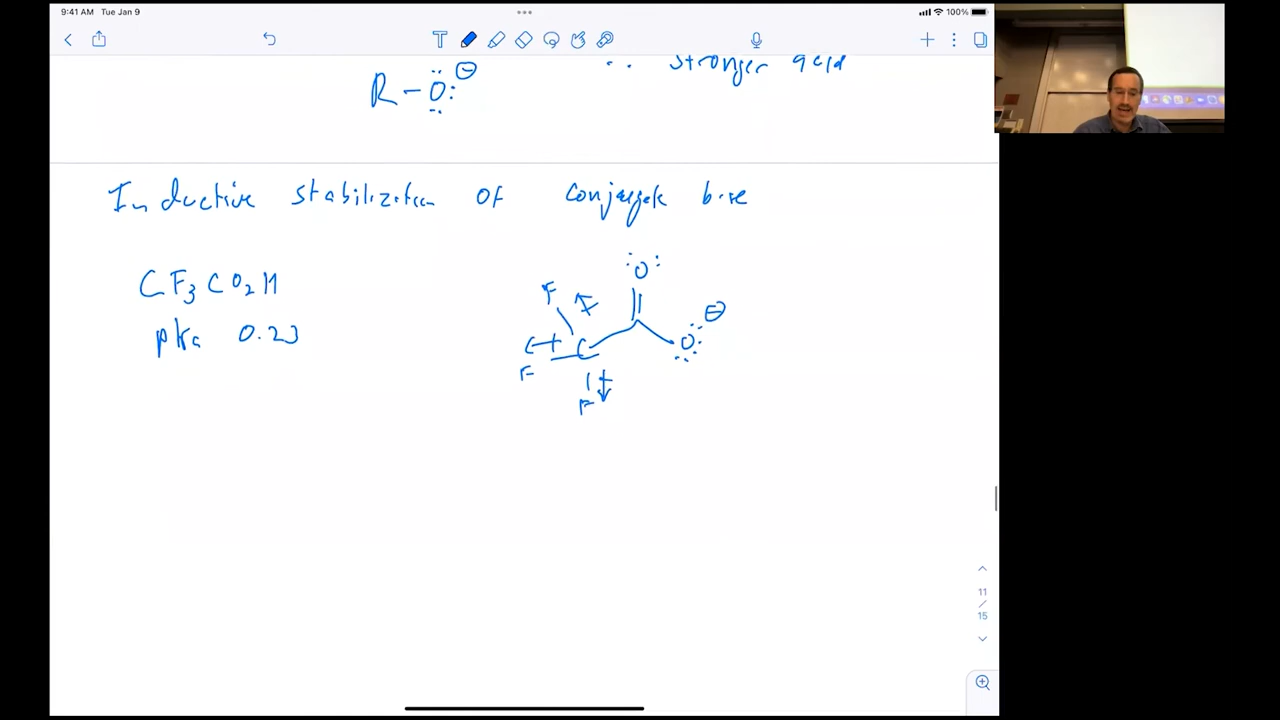 9:41 AM Tue Jan 9
100%
T
∴ stronger acid
R–O:⊖
Inductive stabilization of conjugate base
CF3CO2H
pKa 0.23
:O:
F
⊖
C
O
F
F
11
/
15